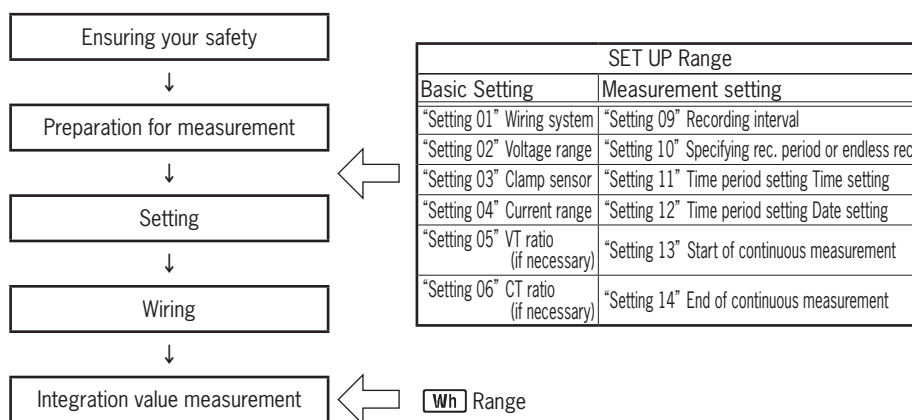 Ensuring your safety
↓
Preparation for measurement
↓
Setting
↓
Wiring
↓
Integration value measurement
SET UP Range
Basic Setting Measurement setting
“Setting 01” Wiring system “Setting 09” Recording interval
“Setting 02” Voltage range “Setting 10” Specifying rec. period or endless rec
“Setting 03” Clamp sensor “Setting 11” Time period setting Time setting
“Setting 04” Current range “Setting 12” Time period setting Date setting
“Setting 05” VT ratio
(if necessary) “Setting 13” Start of continuous measurement
“Setting 06” CT ratio
(if necessary) “Setting 14” End of continuous measurement
Wh Range